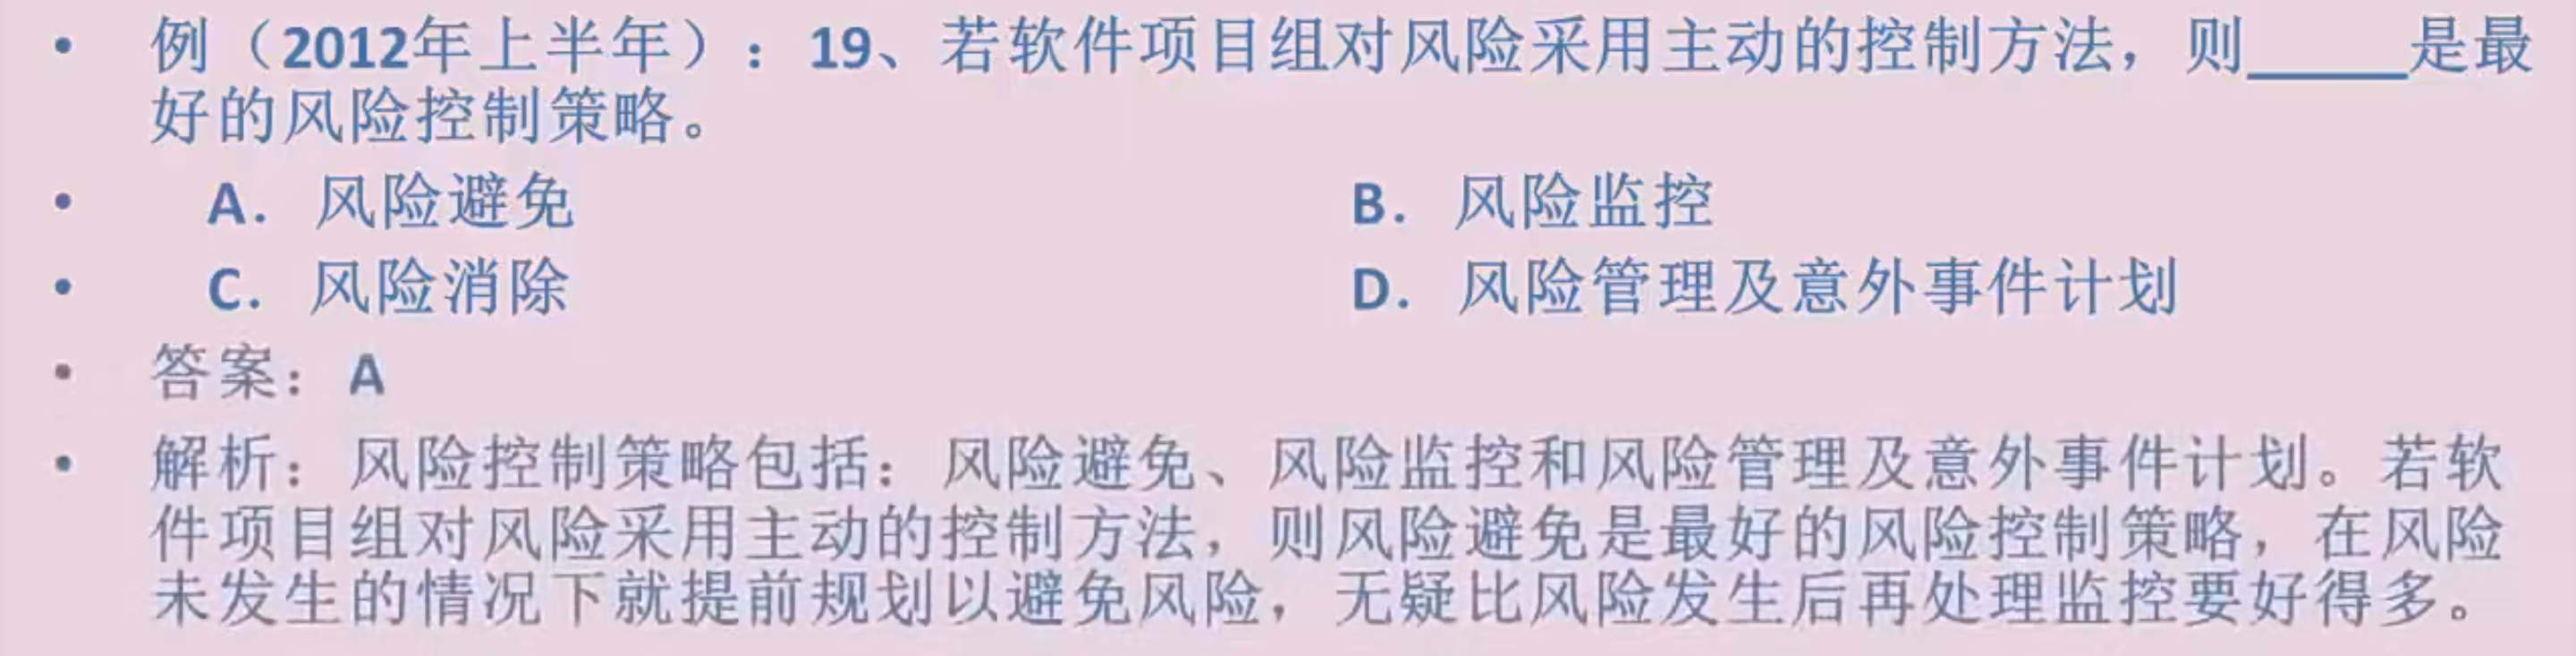 • 例（2012年上半年）：19、若软件项目组对风险采用主动的控制方法，则_____是最
好的风险控制策略。
• A. 风险避免 B. 风险监控
• C. 风险消除 D. 风险管理及意外事件计划
• 答案：A
• 解析：风险控制策略包括：风险避免、风险监控和风险管理及意外事件计划。若软
件项目组对风险采用主动的控制方法，则风险避免是最好的风险控制策略，在风险
未发生的情况下就提前规划以避免风险，无疑比风险发生后再处理监控要好得多。